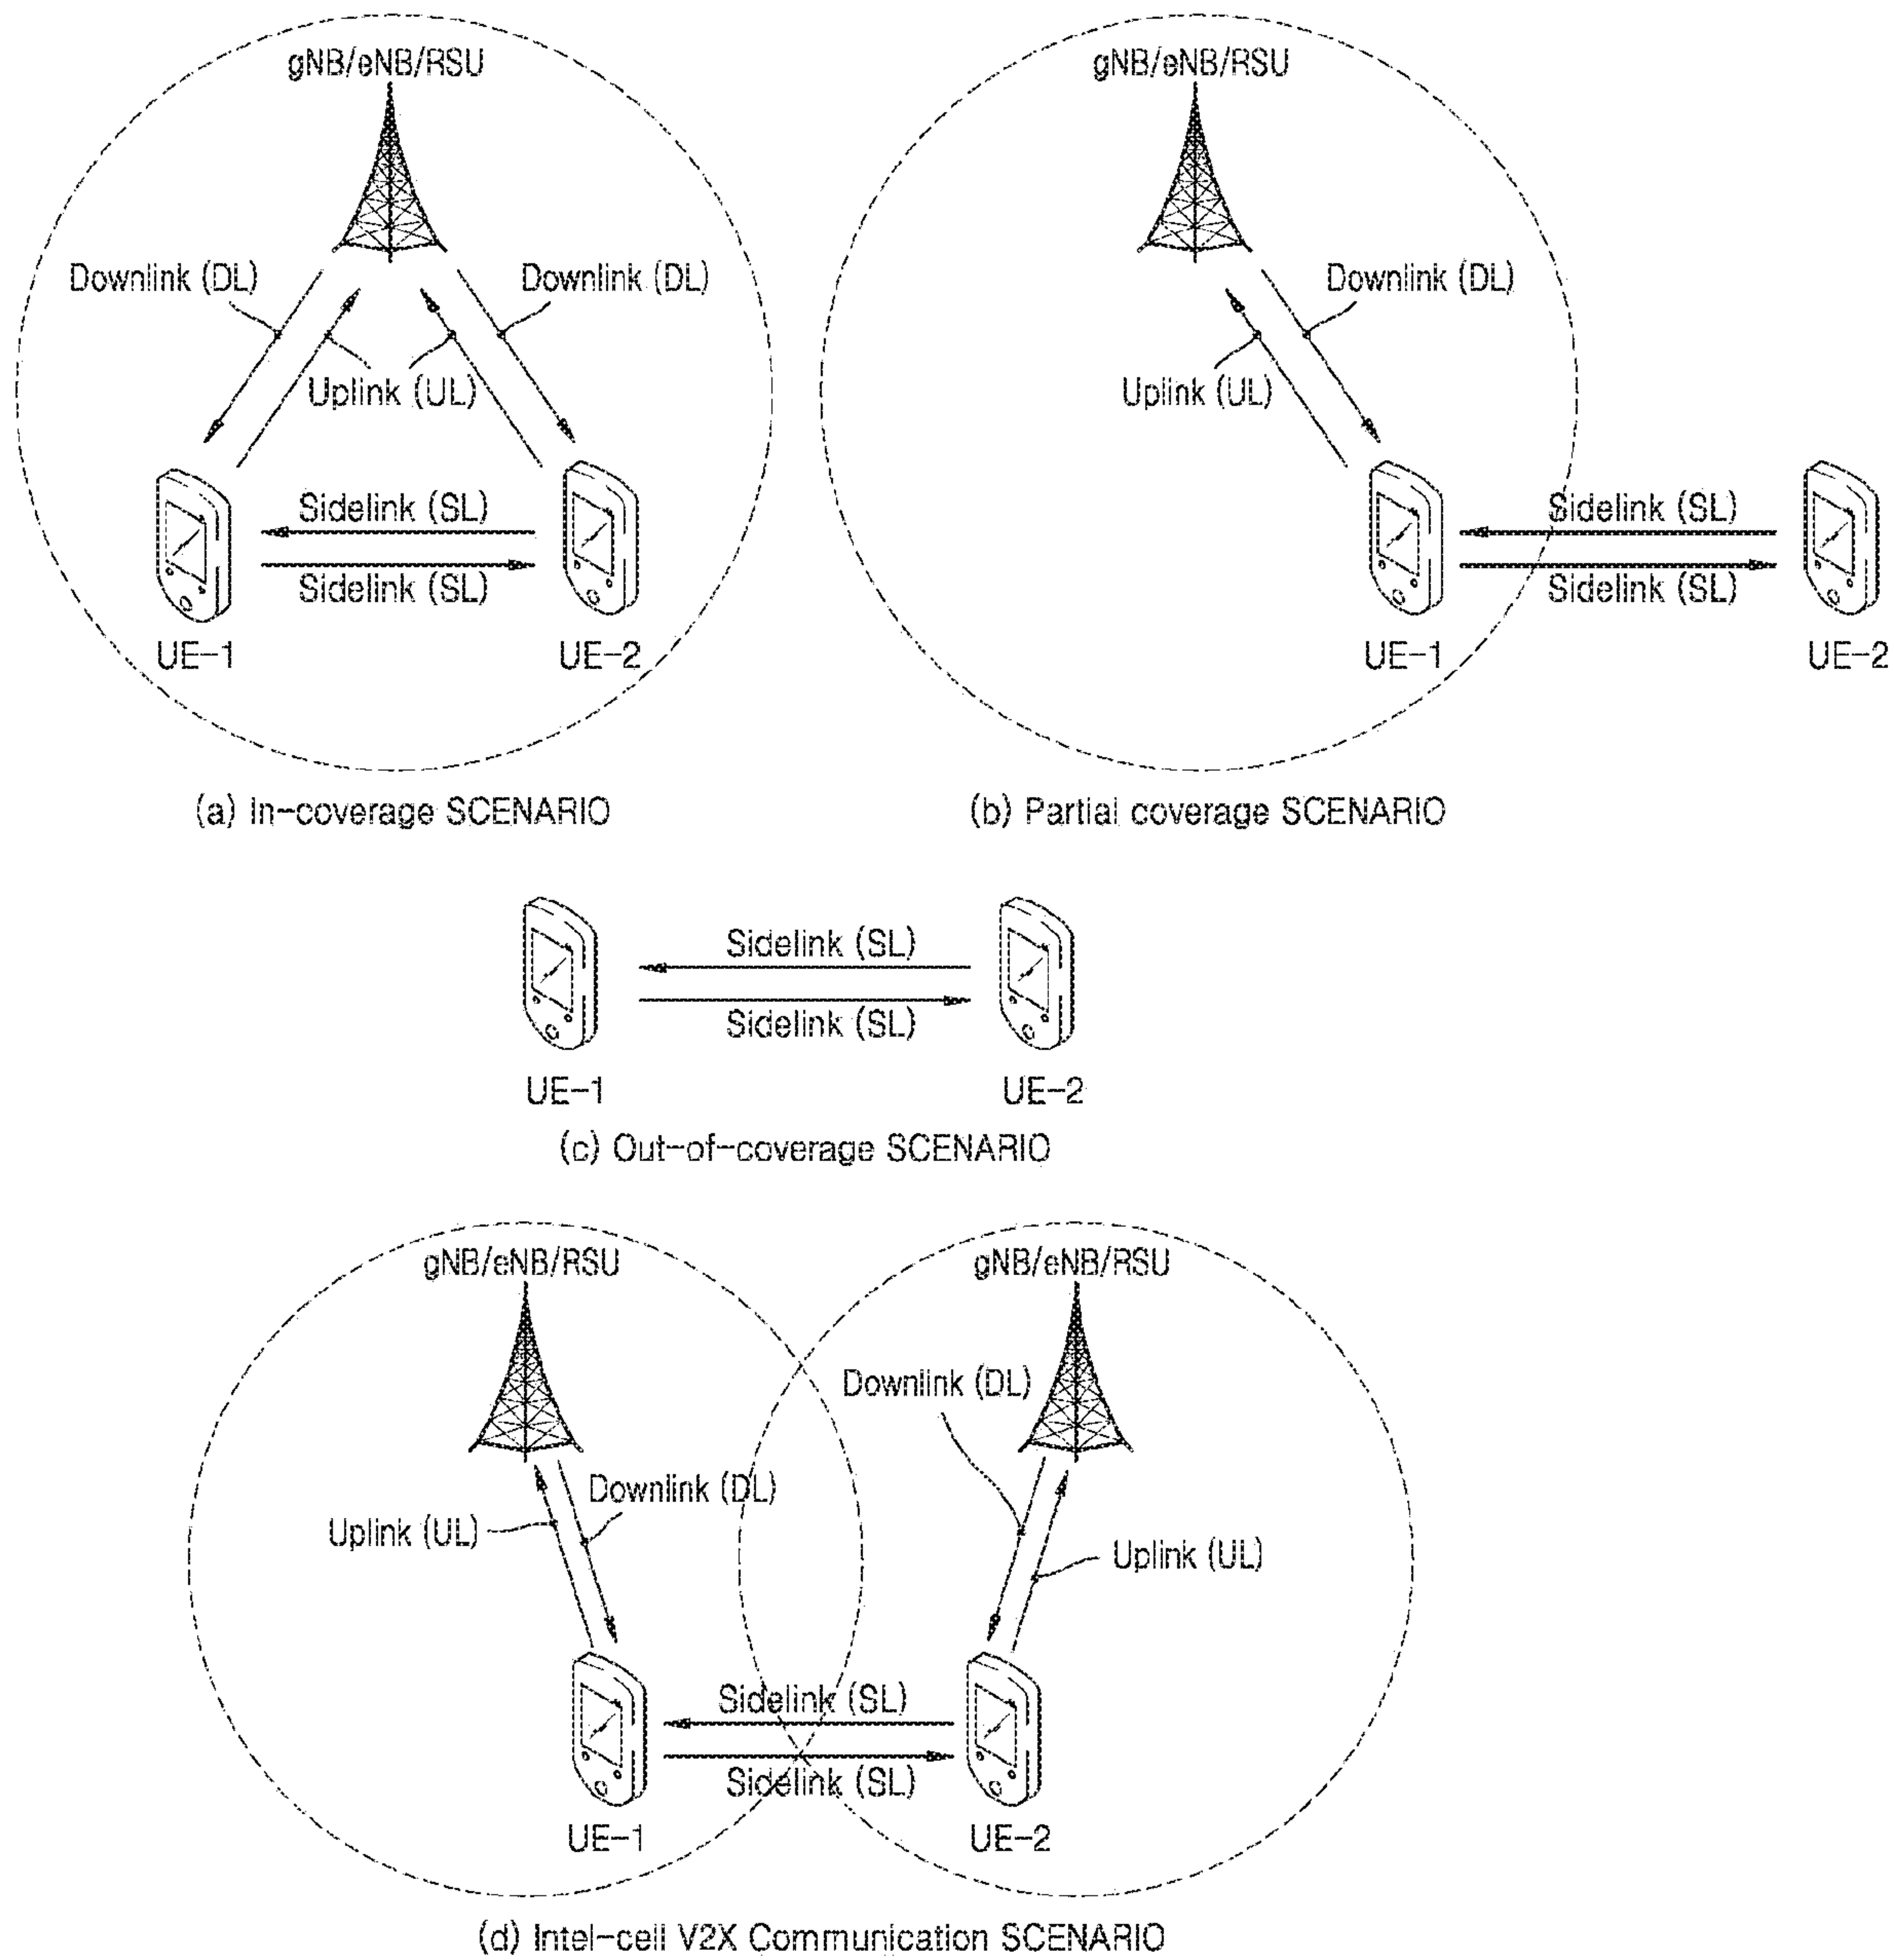 gNB/eNB/RSU
Downlink (DL)
Downlink (DL)
Uplink (UL)
Sidelink (SL)
Sidelink (SL)
UE-1
UE-2
(a) In-coverage SCENARIO
gNB/eNB/RSU
Downlink (DL)
Uplink (UL)
Sidelink (SL)
Sidelink (SL)
UE-1
UE-2
(b) Partial coverage SCENARIO
Sidelink (SL)
Sidelink (SL)
UE-1
UE-2
(c) Out-of-coverage SCENARIO
gNB/eNB/RSU
Downlink (DL)
Uplink (UL)
gNB/eNB/RSU
Downlink (DL)
Uplink (UL)
Sidelink (SL)
Sidelink (SL)
UE-1
UE-2
(d) Intel-cell V2X Communication SCENARIO